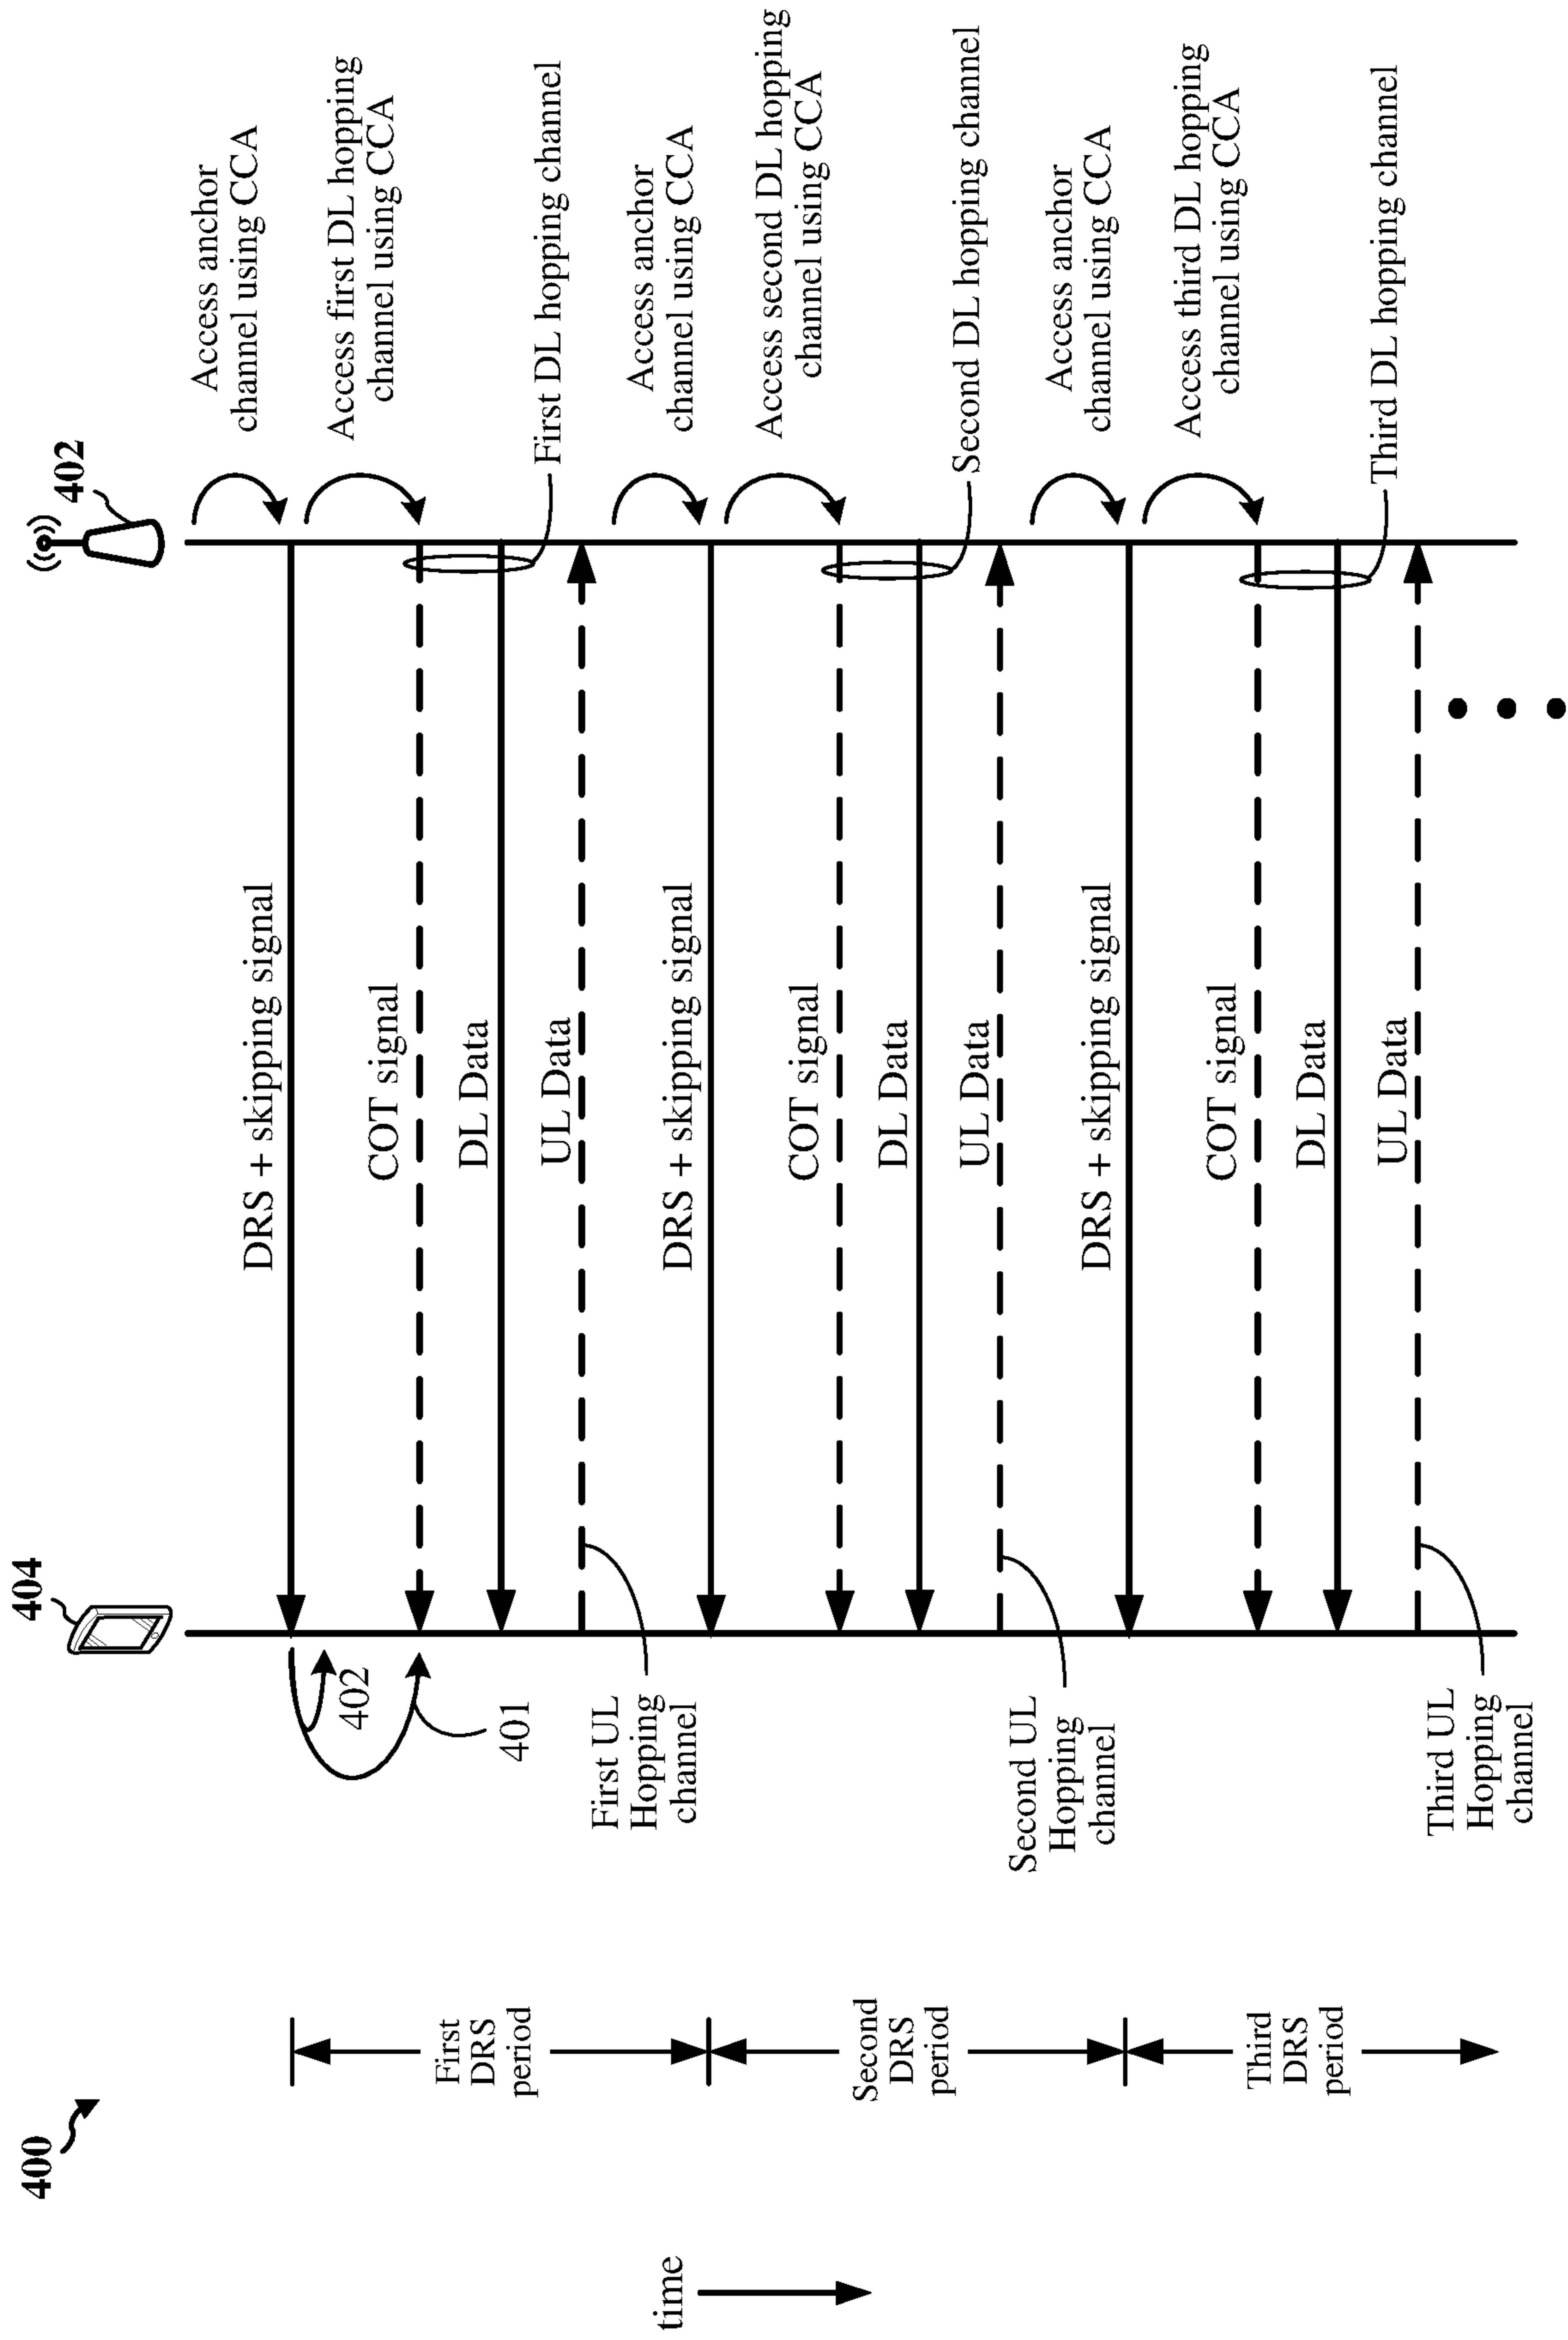 400
404
402
Access anchor
channel using CCA
DRS + skipping signal
402
401
Access first DL hopping
channel using CCA
COT signal
DL Data
First DL hopping channel
UL Data
First UL
Hopping
channel
First
DRS
period
Access anchor
channel using CCA
DRS + skipping signal
Access second DL hopping
channel using CCA
COT signal
DL Data
Second DL hopping channel
UL Data
Second UL
Hopping
channel
Second
DRS
period
time
Access anchor
channel using CCA
DRS + skipping signal
Access third DL hopping
channel using CCA
COT signal
DL Data
Third DL hopping channel
UL Data
Third UL
Hopping
channel
Third
DRS
period